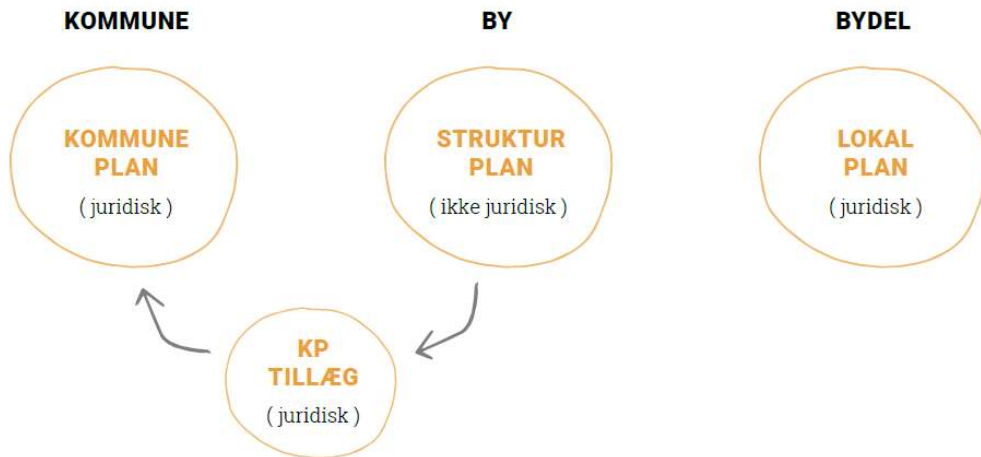 KOMMUNE
BY
BYDEL
KOMMUNE
PLAN
( juridisk )
STRUKTUR
PLAN
( ikke juridisk )
LOKAL
PLAN
( juridisk )
KP
TILLÆG
( juridisk )